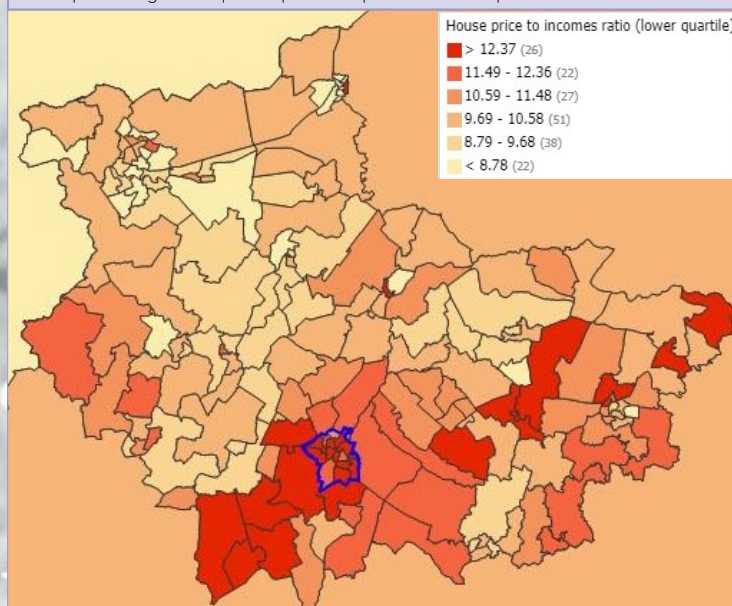 House price to incomes ratio (lower quartile)
> 12.37 (26)
11.49 - 12.36 (22)
10.59 - 11.48 (27)
9.69 - 10.58 (51)
8.79 - 9.68 (38)
< 8.78 (22)